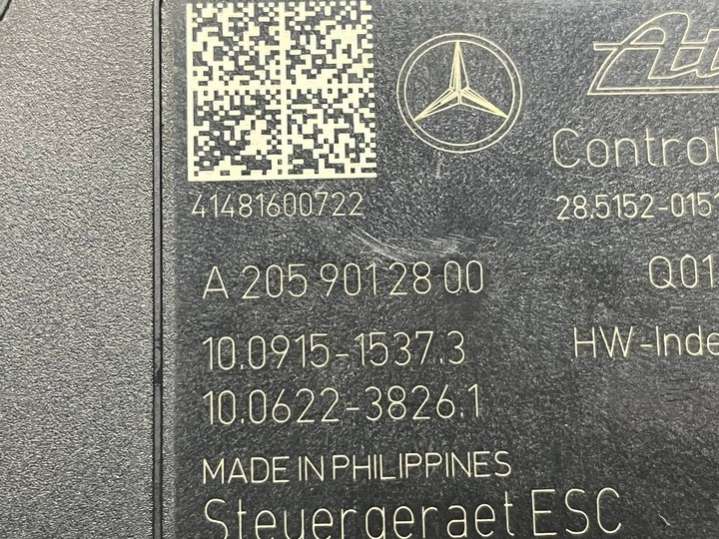 Control
41481600722
28.5152-015
A 205 901 28 00
Q01
10.0915-1537.3
HW-Inde
10.0622-3826.1
MADE IN PHILIPPINES
Steuergeraet ESC